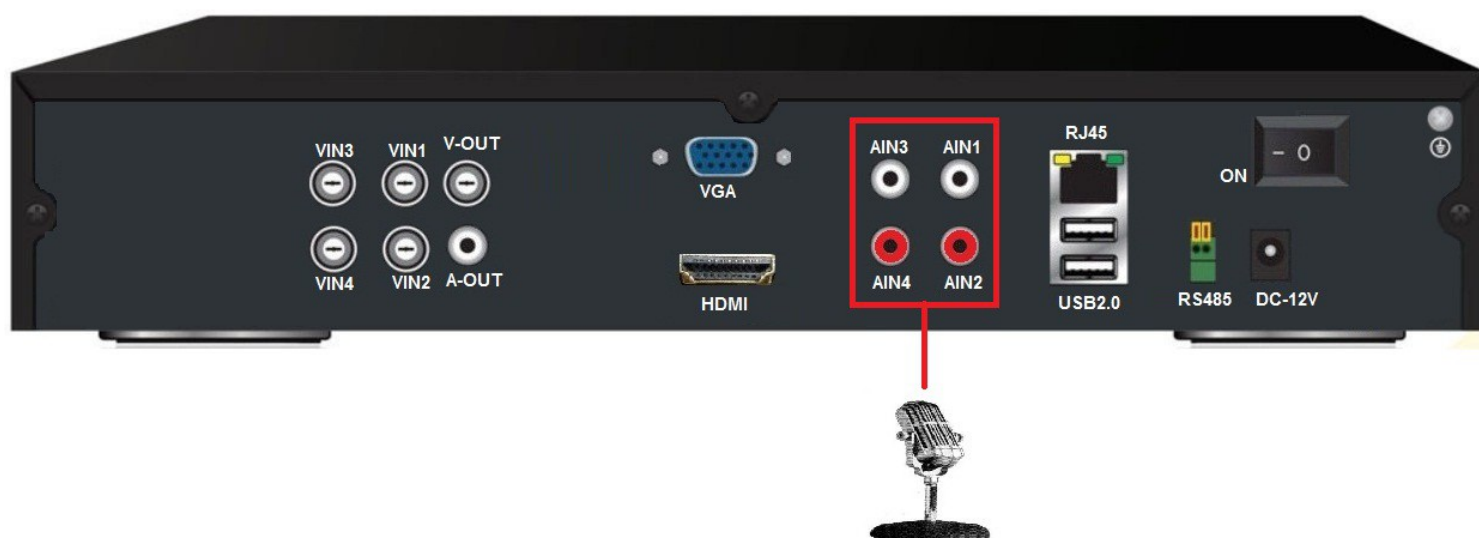 VIN3 VIN1 V-OUT
VIN4 VIN2 A-OUT
VGA
HDMI
AIN3 AIN1
AIN4 AIN2
RJ45
USB2.0
ON
- O
RS485 DC-12V